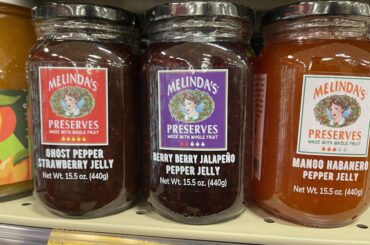 MELINDA'S
PRESERVES
MADE WITH WHOLE FRUIT
GHOST PEPPER
STRAWBERRY JELLY
Net Wt. 15.5 oz. (440g)
MELINDA'S
PRESERVES
MADE WITH WHOLE FRUIT
BERRY BERRY JALAPEÑO
PEPPER JELLY
Net Wt. 15.5 oz. (440g)
MELINDA'S
PRESERVES
MADE WITH WHOLE FRUIT
MANGO HABANERO
PEPPER JELLY
Net Wt. 15.5 oz. (440g)